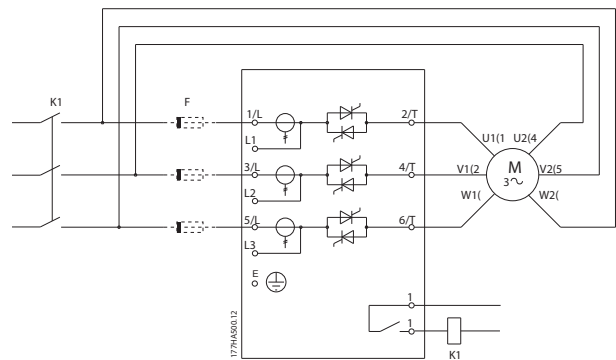 K1
F
1/L
2/T
L1
3/L
4/T
L2
5/L
6/T
L3
E
U1(1
U2(4
V1(2
M
3
V2(5
W1(
W2(
1
1
K1
177HA500.12